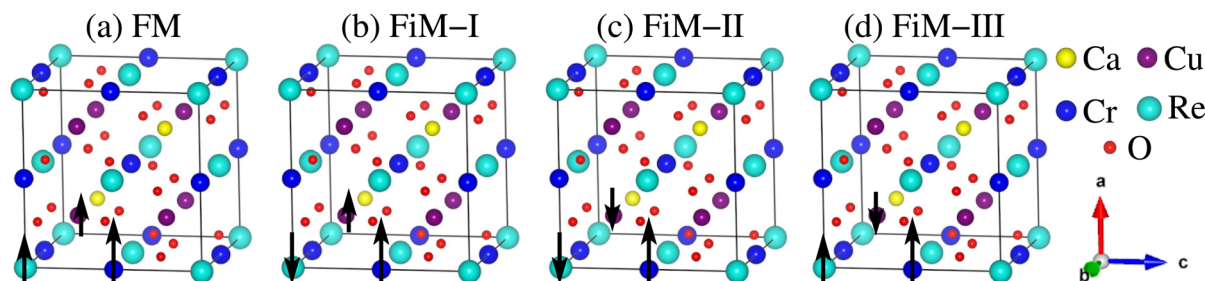 (a) FM
(b) FiM−I
(c) FiM−II
(d) FiM−III
Ca Cu
Cr Re
O
a
b c